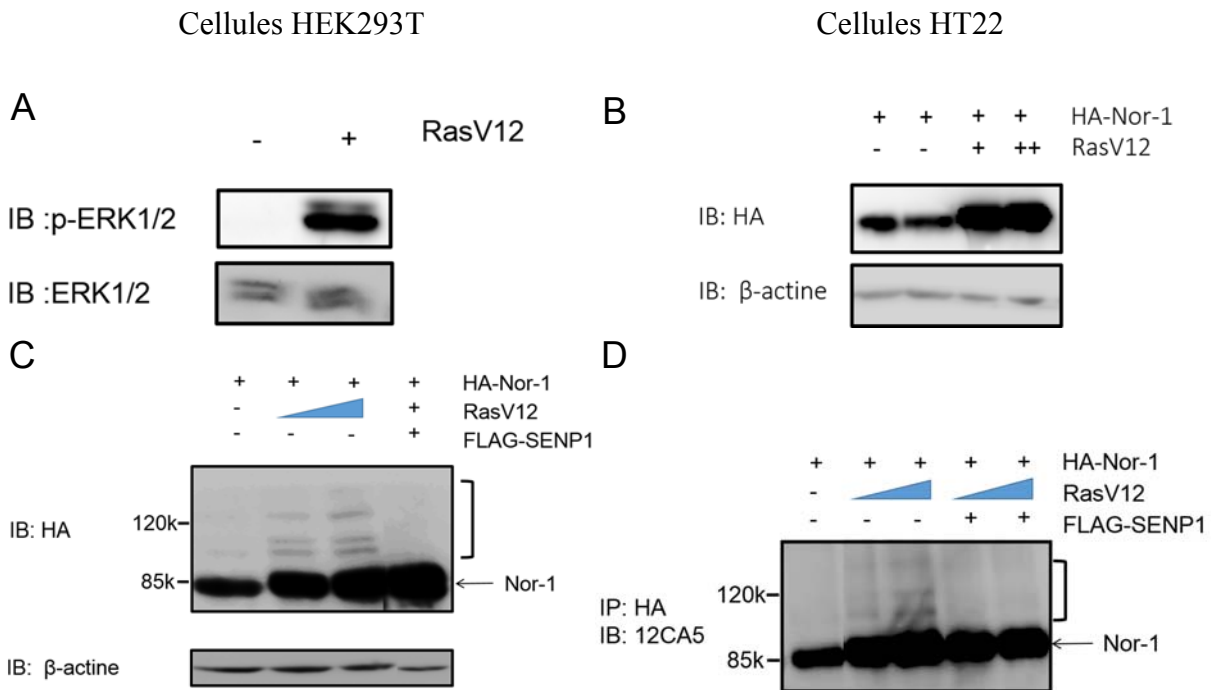 Cellules HEK293T
Cellules HT22
A
- + RasV12
IB :p-ERK1/2
IB :ERK1/2
B
+ + + + HA-Nor-1
- - + ++ RasV12
IB: HA
IB: β-actine
C
+ + + + HA-Nor-1
- + RasV12
- - - + FLAG-SENP1
IB: HA
120k
85k
Nor-1
IB: β-actine
D
+ + + + + HA-Nor-1
- RasV12
- - - + + FLAG-SENP1
IP: HA
IB: 12CA5
120k
85k
Nor-1